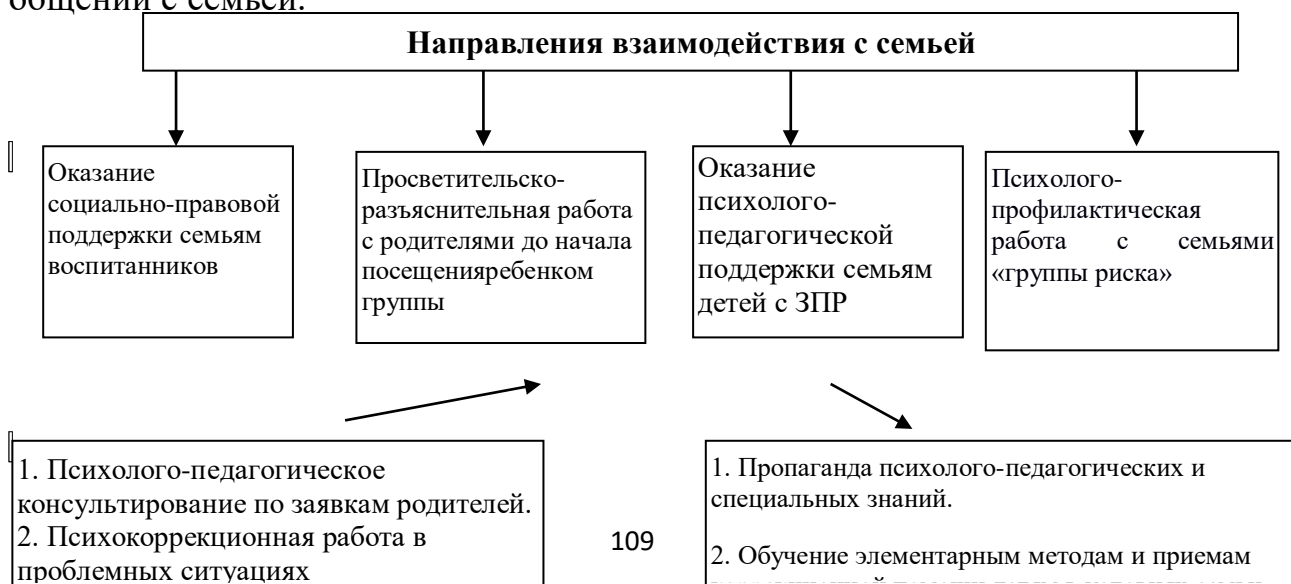 общении с семьей.
Направления взаимодействия с семьей
Оказание
социально-правовой
поддержки семьям
воспитанников
Просветительско-
разъяснительная работа
с родителями до начала
посещенияребенком
группы
Оказание
психолого-
педагогической
поддержки семьям
детей с ЗПР
Психолого-
профилактическая
работа с семьями
«группы риска»
1. Психолого-педагогическое
консультирование по заявкам родителей.
2. Психокоррекционная работа в
проблемных ситуациях
1. Пропаганда психолого-педагогических и
специальных знаний.
2. Обучение элементарным методам и приемам
109